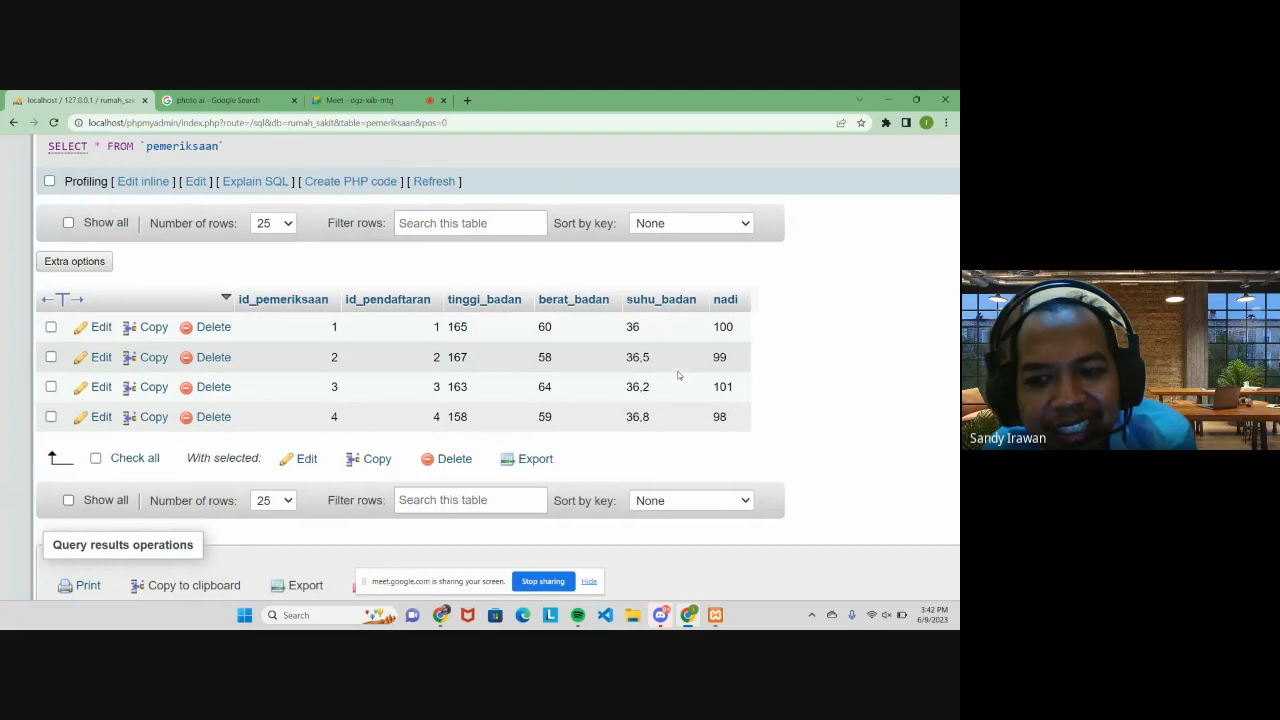 localhost / 127.0.0.1 / rumah_sak
photo ai - Google Search
Meet - dgz-xiib-mtg
localhost/phpmyadmin/index.php?route=/sql&db=rumah_sakit&table=pemeriksaan&pos=0
SELECT * FROM `pemeriksaan`
Profiling [ Edit inline ] [ Edit ] [ Explain SQL ] [ Create PHP code ] [ Refresh ]
Show all Number of rows: 25 Filter rows: Search this table Sort by key: None
Extra options
id_pemeriksaan id_pendaftaran tinggi_badan berat_badan suhu_badan nadi
Edit Copy Delete 1 1 165 60 36 100
Edit Copy Delete 2 2 167 58 36,5 99
Edit Copy Delete 3 3 163 64 36,2 101
Edit Copy Delete 4 4 158 59 36,8 98
Check all With selected: Edit Copy Delete Export
Show all Number of rows: 25 Filter rows: Search this table Sort by key: None
Query results operations
Print Copy to clipboard Export
meet.google.com is sharing your screen. Stop sharing Hide
Search
3:42 PM
6/9/2023
Sandy Irawan